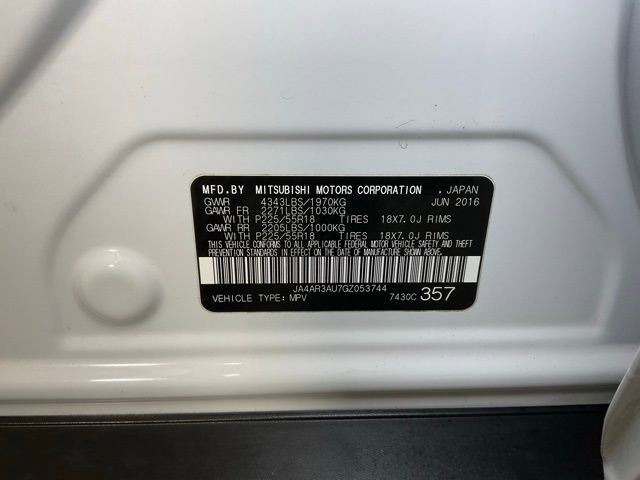 MFD.BY MITSUBISHI MOTORS CORPORATION . JAPAN
GVWR 4343LBS/1970KG JUN 2016
GAWR FR 2271LBS/1030KG
WITH P225/55R18 TIRES 18X7.0J RIMS
GAWR RR 2205LBS/1000KG
WITH P225/55R18 TIRES 18X7.0J RIMS
THIS VEHICLE CONFORMS TO ALL APPLICABLE FEDERAL MOTOR VEHICLE SAFETY AND THEFT
PREVENTION STANDARDS IN EFFECT ON THE DATE OF MANUFACTURE SHOWN ABOVE.
JA4AR3AU7GZ053744
VEHICLE TYPE: MPV 7430C 357